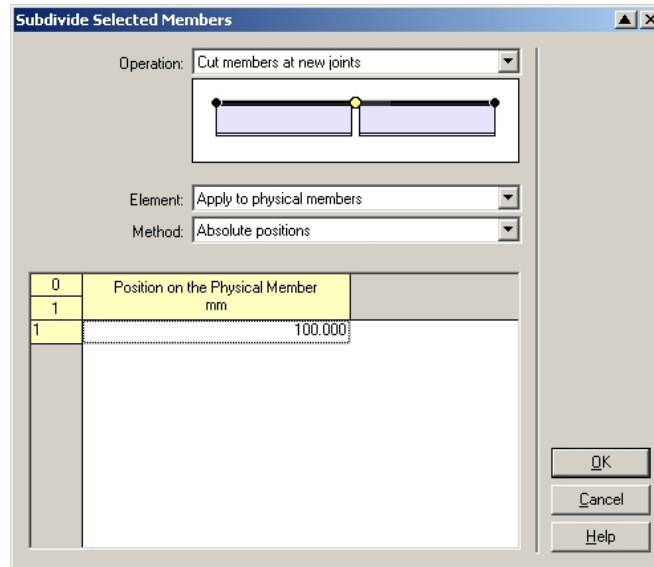 Subdivide Selected Members
Operation: Cut members at new joints
Element: Apply to physical members
Method: Absolute positions
0
1
Position on the Physical Member
mm
1 100.000
OK
Cancel
Help